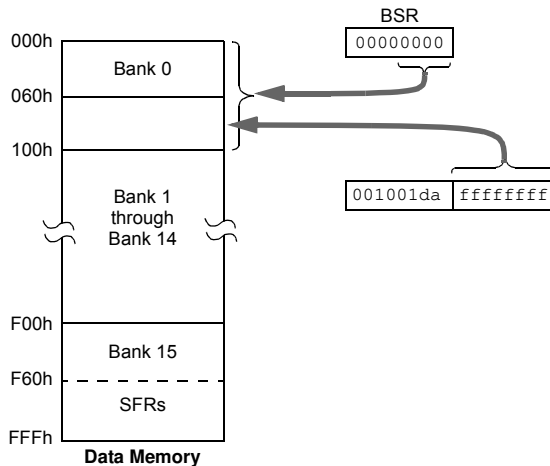 BSR
000h
00000000
Bank 0
060h
100h
Bank 1
through
Bank 14
001001da ffffffff
F00h
Bank 15
F60h
SFRs
FFFh
Data Memory